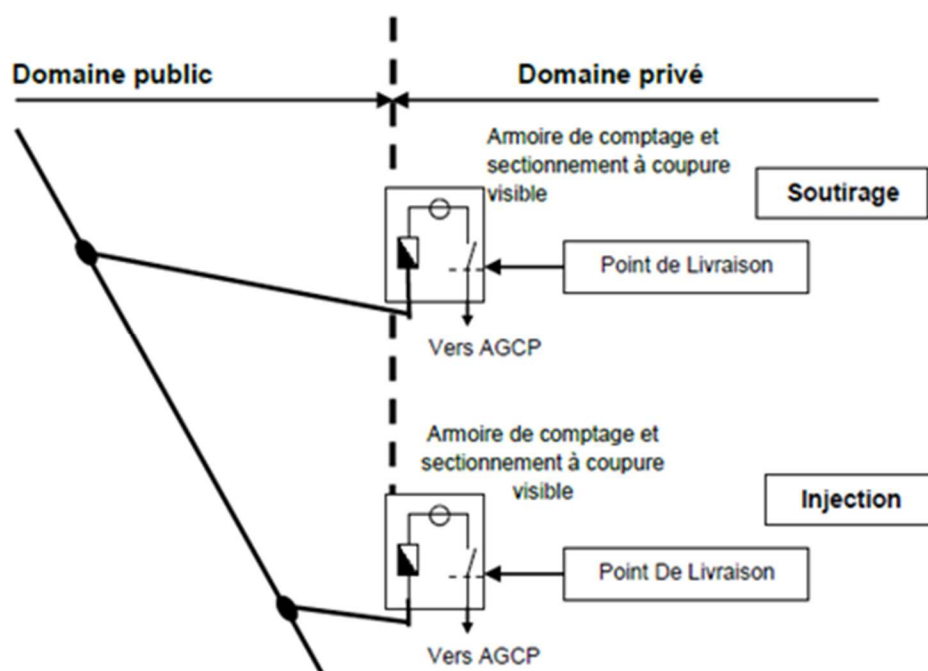 Domaine public
Domaine privé
Armoire de comptage et
sectionnement à coupure
visible
Soutirage
Point de Livraison
Vers AGCP
Armoire de comptage et
sectionnement à coupure
visible
Injection
Point De Livraison
Vers AGCP